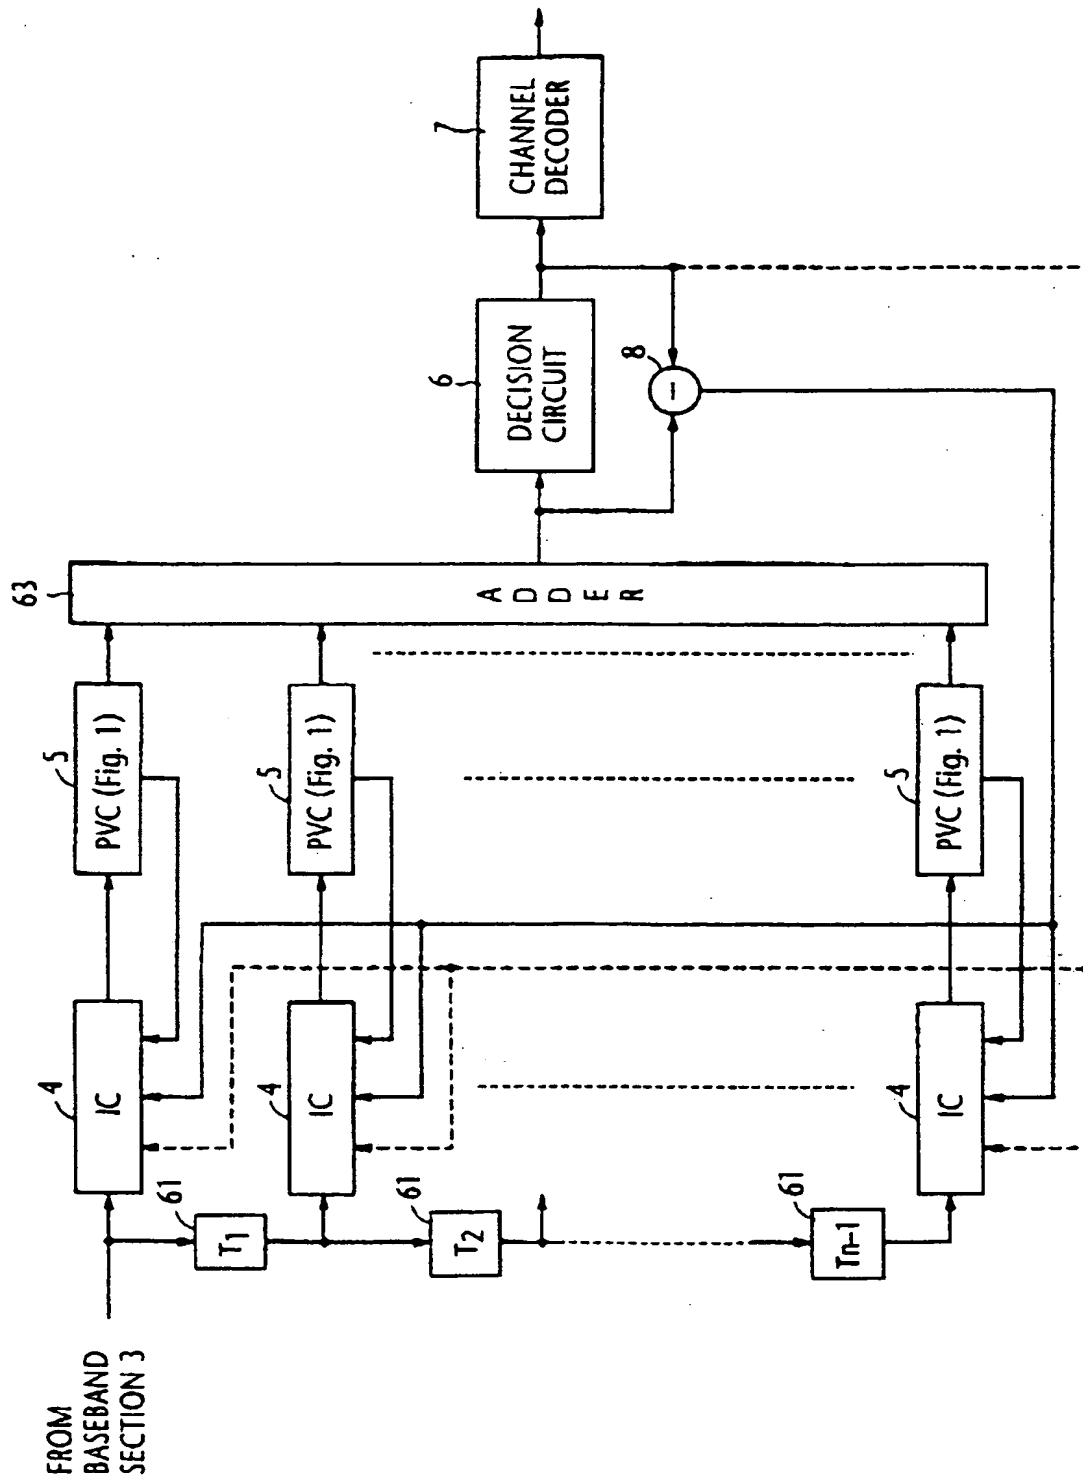 FROM
BASEBAND
SECTION 3
61
T1
61
T2
61
Tn-1
4
IC
4
IC
4
IC
5
PVC (Fig. 1)
5
PVC (Fig. 1)
5
PVC (Fig. 1)
63
ADDER
6
DECISION
CIRCUIT
8
−
7
CHANNEL
DECODER